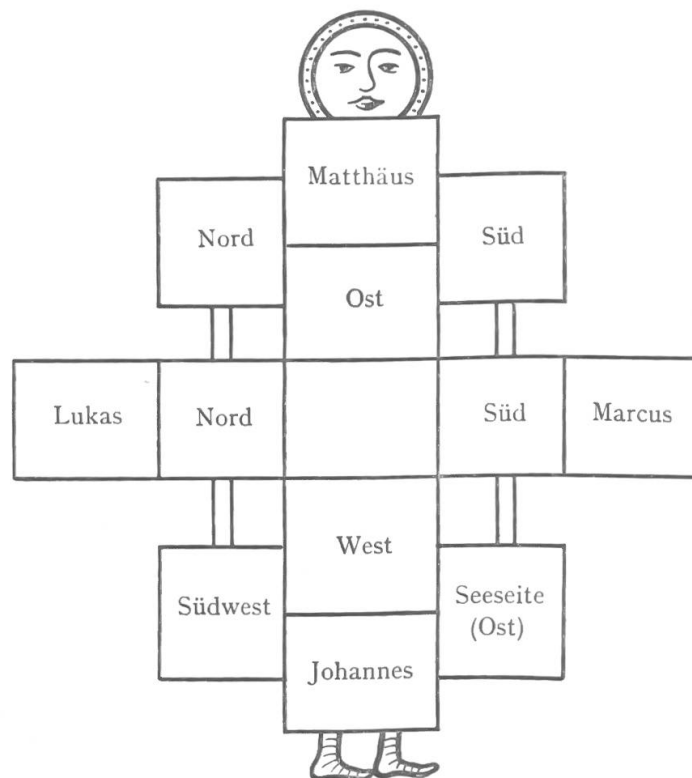 Matthäus
Nord
Süd
Ost
Lukas
Nord
Süd
Marcus
West
Südwest
Seeseite
(Ost)
Johannes